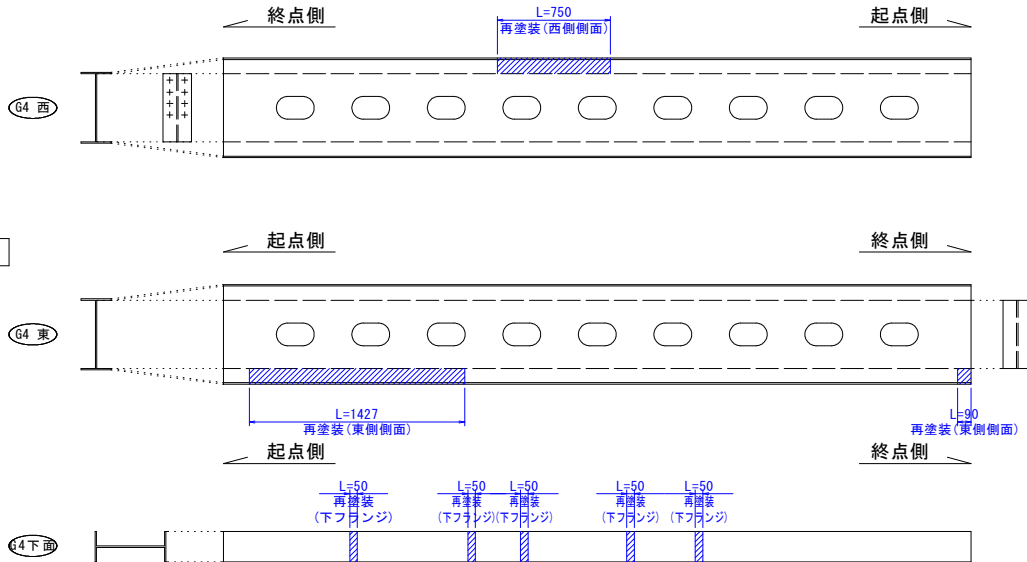 終点側
起点側
L=750
再塗装(西側側面)
G4 西
起点側
終点側
G4 東
L=1427
再塗装(東側側面)
L=90
再塗装(東側側面)
起点側
終点側
L=50
L=50
L=50
L=50
L=50
再塗装
再塗装
再塗装
再塗装
再塗装
(下フランジ)
(下フランジ)
(下フランジ)
(下フランジ)
(下フランジ)
G4下面